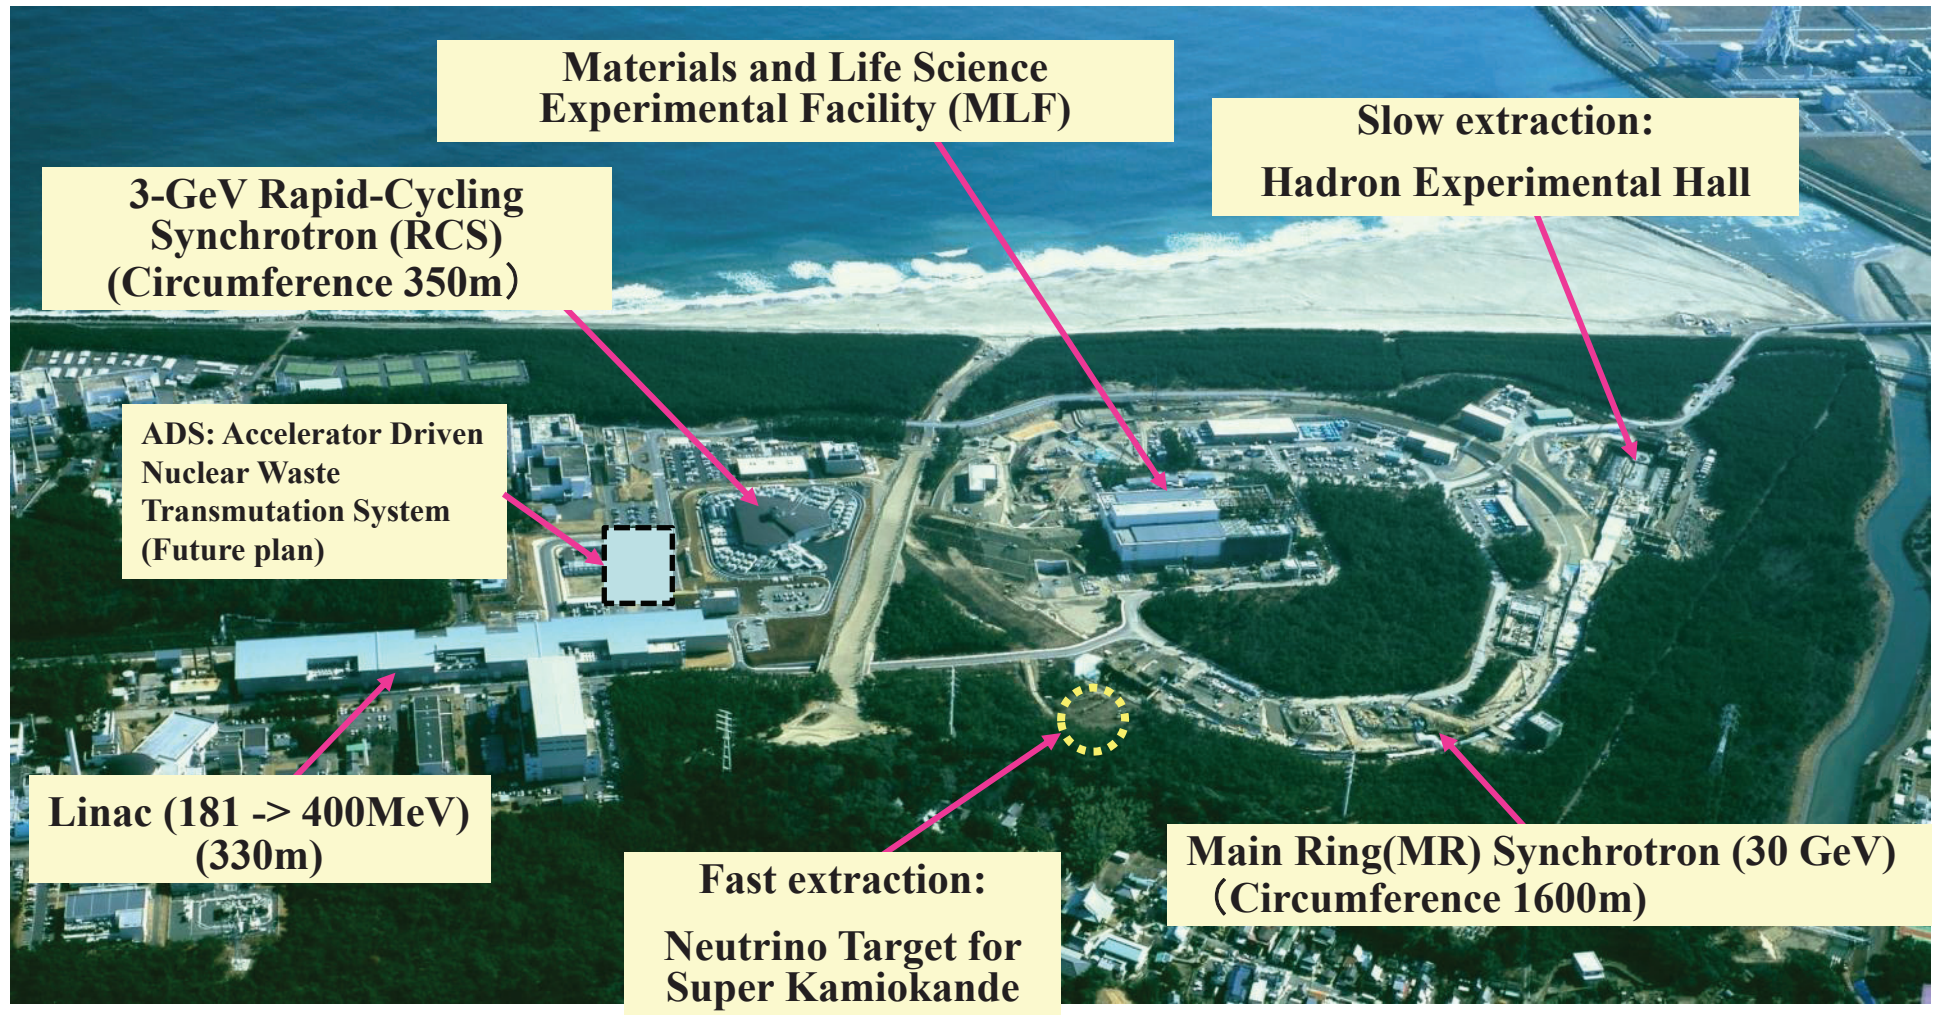 Materials and Life Science
Experimental Facility (MLF)
Slow extraction:
Hadron Experimental Hall
3-GeV Rapid-Cycling
Synchrotron (RCS)
(Circumference 350m）
ADS: Accelerator Driven
Nuclear Waste
Transmutation System
(Future plan)
Linac (181 -> 400MeV)
(330m)
Fast extraction:
Neutrino Target for
Super Kamiokande
Main Ring(MR) Synchrotron (30 GeV)
（Circumference 1600m)